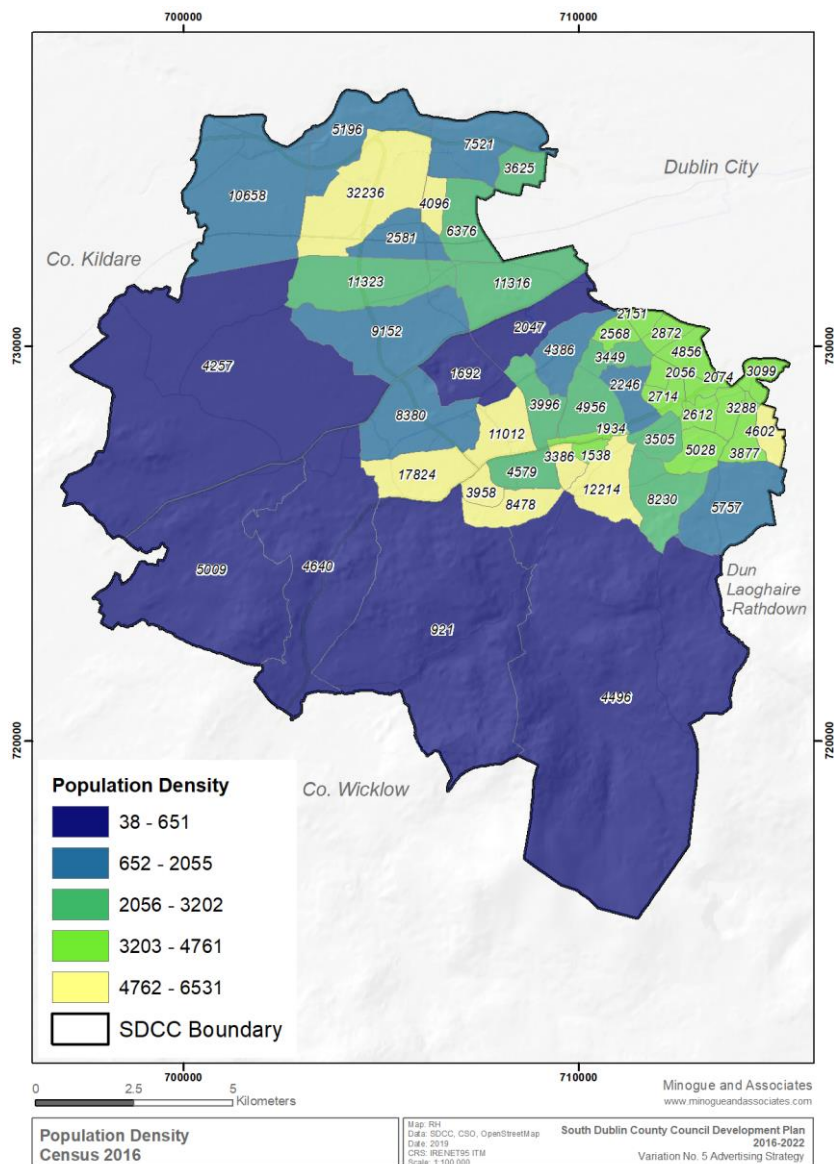 700000
710000
5196
7521
3625
Dublin City
10658
32236
4096
2581
6376
Co. Kildare
11323
11316
2151
730000
9152
2047
2568
2872
730000
4386
3449
4856
4257
1692
2056
2074
3099
2246
8380
3996
4956
2714
2612
3288
11012
1934
3505
4602
17824
3386
1538
5028
3877
4579
3958
8478
12214
8230
5757
5009
4640
Dun
Laoghaire
-Rathdown
921
4496
720000
720000
Population Density
Co. Wicklow
38 - 651
652 - 2055
2056 - 3202
3203 - 4761
4762 - 6531
SDCC Boundary
700000
710000
0 2.5 5
Kilometers
Minogue and Associates
www.minogueandassociates.com
Population Density
Census 2016
Map: RH
Data: SDCC, CSO, OpenStreetMap
Date: 2019
CRS: IRENET95 ITM
Scale: 1:100,000
South Dublin County Council Development Plan
2016-2022
Variation No. 5 Advertising Strategy